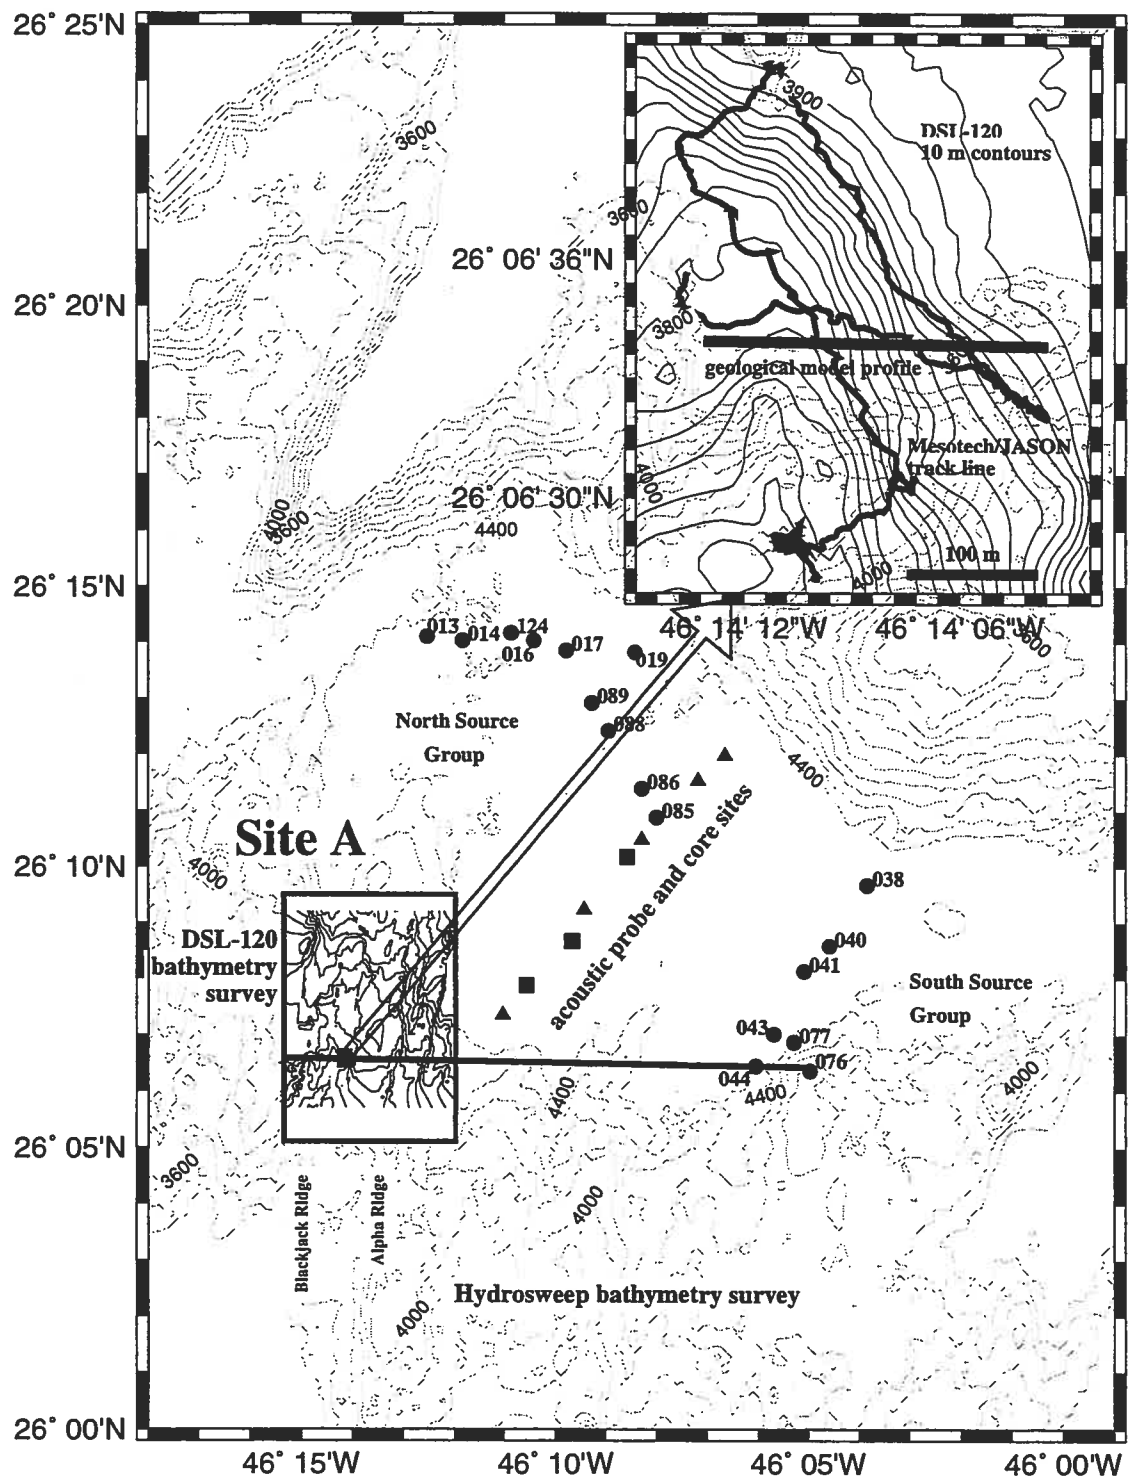 26° 25'N
3600
3900
DSL-120
10 m contours
3600
26° 06' 36"N
26° 20'N
3800
geological model profile
Mesotech/JASON
track line
4000
26° 06' 30"N
4000
3600
4400
100 m
4000
26° 15'N
46° 14' 12"W
46° 14' 06"W
3600
013
014
124
016
017
019
089
088
North Source
Group
4400
086
085
Site A
26° 10'N
4000
acoustic probe and core sites
038
DSL-120
bathymetry
survey
040
041
South Source
Group
043
077
044
076
4400
4400
4000
26° 05'N
3600
Blackjack Ridge
Alpha Ridge
4000
Hydrosweep bathymetry survey
4000
26° 00'N
46° 15'W
46° 10'W
46° 05'W
46° 00'W